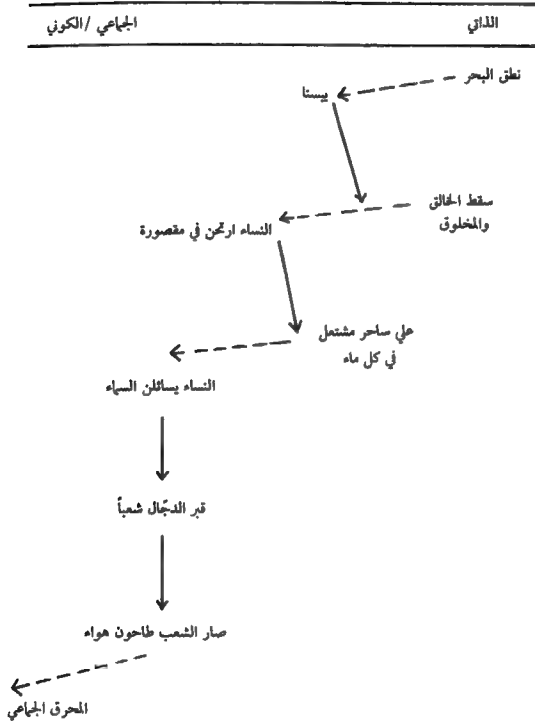 الذاتي
الجماعي / الكوني
نطق البحر
بيننا
سقط الخالق
والمخلوق
النساء ارتحن في مقصورة
علي ساحر مشتعل
في كل ماء
النساء يسائلن السماء
قبر الدجّال شعباً
صار الشعب طاحون هواء
المحرق الجماعي